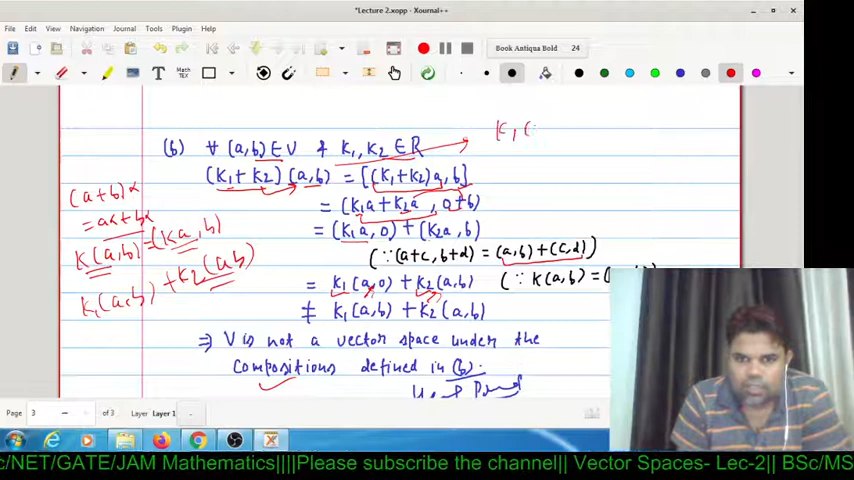 *Lecture 2.xopp - Xournal++
File Edit View Navigation Journal Tools Plugin Help
Book Antiqua Bold 24
K1 (
(b) ∀ (a,b) ∈ V & K1, K2 ∈ R
(K1+K2) (a,b) = [(K1+K2)a, b]
= (K1a + K2a, 0+b)
= (K1a, 0) + (K2a, b)
(∵ (a+c, b+d) = (a,b) + (c,d))
= K1(a,0) + K2(a,b) (∵ K(a,b) = (
≠ K1(a,b) + K2(a,b)
⇒ V is not a vector space under the
compositions defined in (b).
(a+b)α
= aα + bα
K(a,b) = (Ka, b)
K1(a,b) + K2(a,b)
Page 3 of 3 Layer Layer 1
c/NET/GATE/JAM Mathematics||||Please subscribe the channel|| Vector Spaces- Lec-2|| BSc/MS